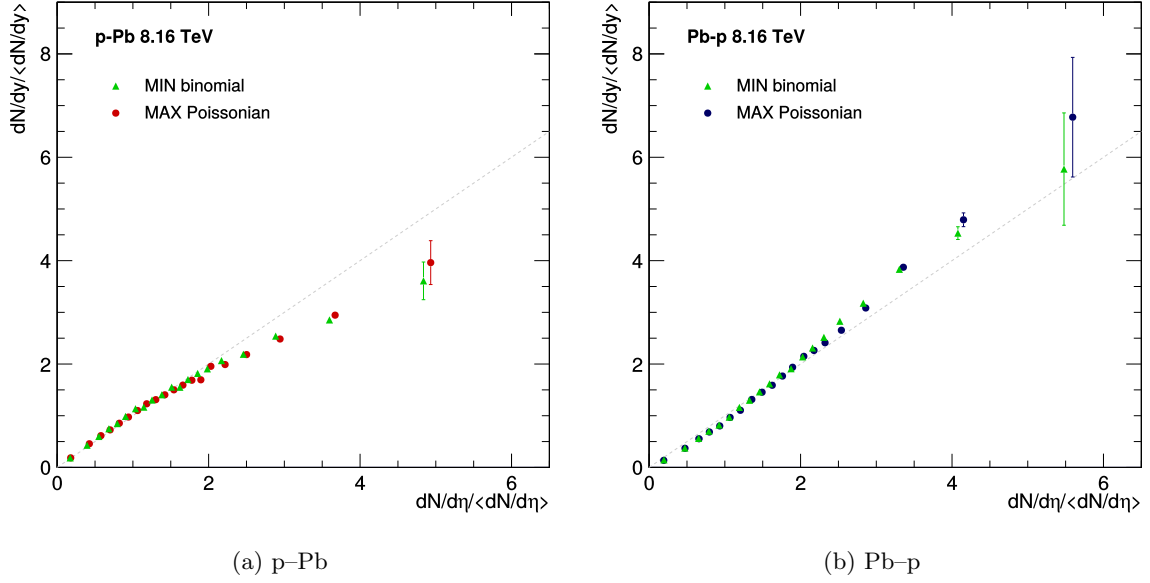 dN/dy/<dN/dy>
8
6
4
2
0
p-Pb 8.16 TeV
MIN binomial
MAX Poissonian
0 2 4 6
dN/dη/<dN/dη>
(a) p–Pb
dN/dy/<dN/dy>
8
6
4
2
0
Pb-p 8.16 TeV
MIN binomial
MAX Poissonian
0 2 4 6
dN/dη/<dN/dη>
(b) Pb–p